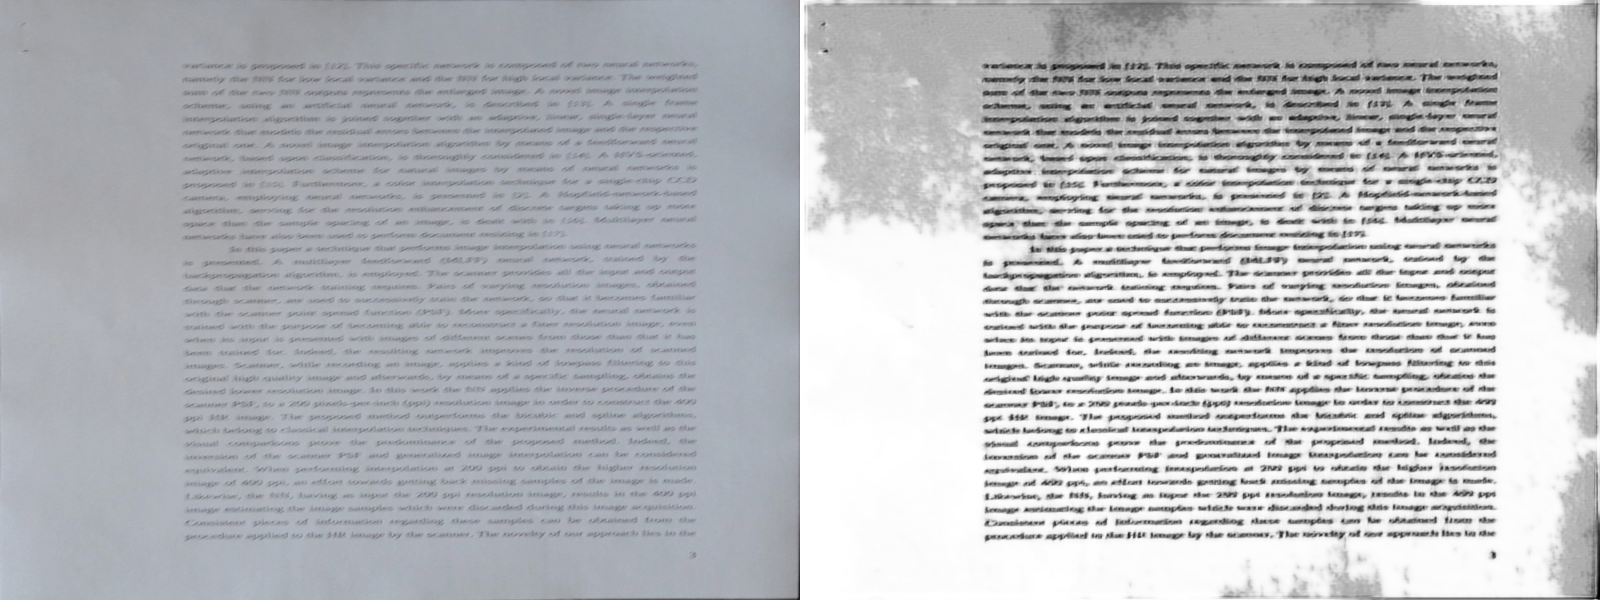 variance is proposed in [12]. This specific network is composed of two neural networks,
namely the NN for low local variance and the NN for high local variance. The weighted
sum of the two NN outputs represents the enlarged image. A novel image interpolation
scheme, using an artificial neural network, is described in [13]. A single frame
interpolation algorithm is joined together with an adaptive, linear, single-layer neural
network that models the residual errors between the interpolated image and the respective
original one. A novel image interpolation algorithm by means of a feedforward neural
network, based upon classification, is thoroughly considered in [14]. A HVS-oriented,
adaptive interpolation scheme for natural images by means of neural networks is
proposed in [15]. Furthermore, a color interpolation technique for a single-chip CCD
camera, employing neural networks, is presented in [2]. A Hopfield-network-based
algorithm, serving for the resolution enhancement of discrete targets taking up more
space than the sample spacing of an image, is dealt with in [16]. Multilayer neural
networks have also been used to perform document resizing in [17].
In this paper a technique that performs image interpolation using neural networks
is presented. A multilayer feedforward (MLFF) neural network, trained by the
backpropagation algorithm, is employed. The scanner provides all the input and output
data that the network training requires. Pairs of varying resolution images, obtained
through scanner, are used to successively train the network, so that it becomes familiar
with the scanner point spread function (PSF). More specifically, the neural network is
trained with the purpose of becoming able to reconstruct a finer resolution image, even
when its input is presented with images of different scenes from those than that it has
been trained for. Indeed, the resulting network improves the resolution of scanned
images. Scanner, while recording an image, applies a kind of lowpass filtering to this
original high quality image and afterwards, by means of a specific sampling, obtains the
desired lower resolution image. In this work the NN applies the inverse procedure of the
scanner PSF, to a 200 pixels-per-inch (ppi) resolution image in order to construct the 400
ppi HR image. The proposed method outperforms the bicubic and spline algorithms,
which belong to classical interpolation techniques. The experimental results as well as the
visual comparisons prove the predominance of the proposed method. Indeed, the
inversion of the scanner PSF and generalized image interpolation can be considered
equivalent. When performing interpolation at 200 ppi to obtain the higher resolution
image of 400 ppi, an effort towards getting back missing samples of the image is made.
Likewise, the NN, having as input the 200 ppi resolution image, results in the 400 ppi
image estimating the image samples which were discarded during this image acquisition.
Consistent pieces of information regarding these samples can be obtained from the
procedure applied to the HR image by the scanner. The novelty of our approach lies in the
3